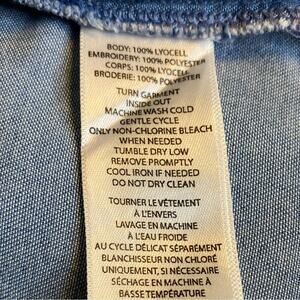 BODY: 100% LYOCELL
EMBROIDERY: 100% POLYESTER
CORPS: 100% LYOCELL
BRODERIE: 100% POLYESTER
TURN GARMENT
INSIDE OUT
MACHINE WASH COLD
GENTLE CYCLE
ONLY NON-CHLORINE BLEACH
WHEN NEEDED
TUMBLE DRY LOW
REMOVE PROMPTLY
COOL IRON IF NEEDED
DO NOT DRY CLEAN
TOURNER LE VÊTEMENT
À L'ENVERS
LAVAGE EN MACHINE
À L'EAU FROIDE
AU CYCLE DÉLICAT SÉPARÉMENT
BLANCHISSEUR NON CHLORÉ
UNIQUEMENT, SI NÉCESSAIRE
SÉCHAGE EN MACHINE À
BASSE TEMPÉRATURE